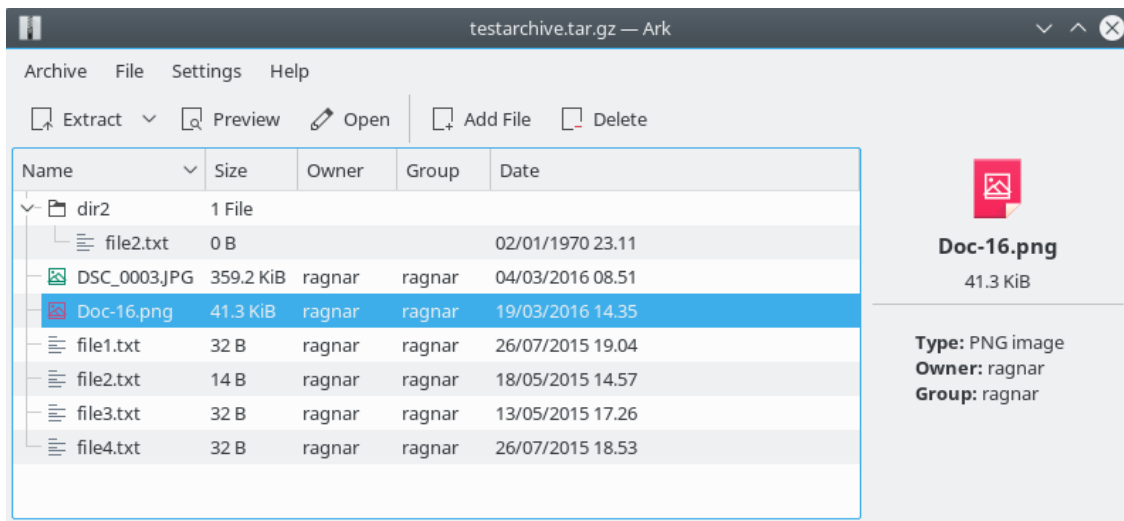 testarchive.tar.gz — Ark
Archive File Settings Help
Extract Preview Open Add File Delete
Name Size Owner Group Date
dir2 1 File
file2.txt 0 B 02/01/1970 23.11
DSC_0003.JPG 359.2 KiB ragnar ragnar 04/03/2016 08.51
Doc-16.png 41.3 KiB ragnar ragnar 19/03/2016 14.35
file1.txt 32 B ragnar ragnar 26/07/2015 19.04
file2.txt 14 B ragnar ragnar 18/05/2015 14.57
file3.txt 32 B ragnar ragnar 13/05/2015 17.26
file4.txt 32 B ragnar ragnar 26/07/2015 18.53
Doc-16.png
41.3 KiB
Type: PNG image
Owner: ragnar
Group: ragnar